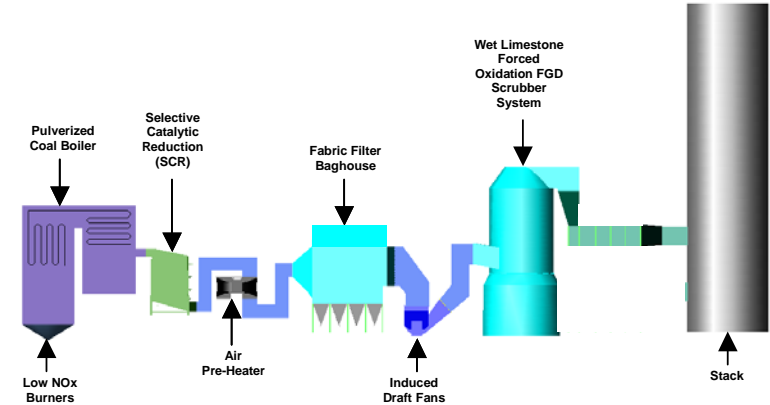 Pulverized
Coal Boiler
Selective
Catalytic
Reduction
(SCR)
Fabric Filter
Baghouse
Wet Limestone
Forced
Oxidation FGD
Scrubber
System
Low NOx
Burners
Air
Pre-Heater
Induced
Draft Fans
Stack